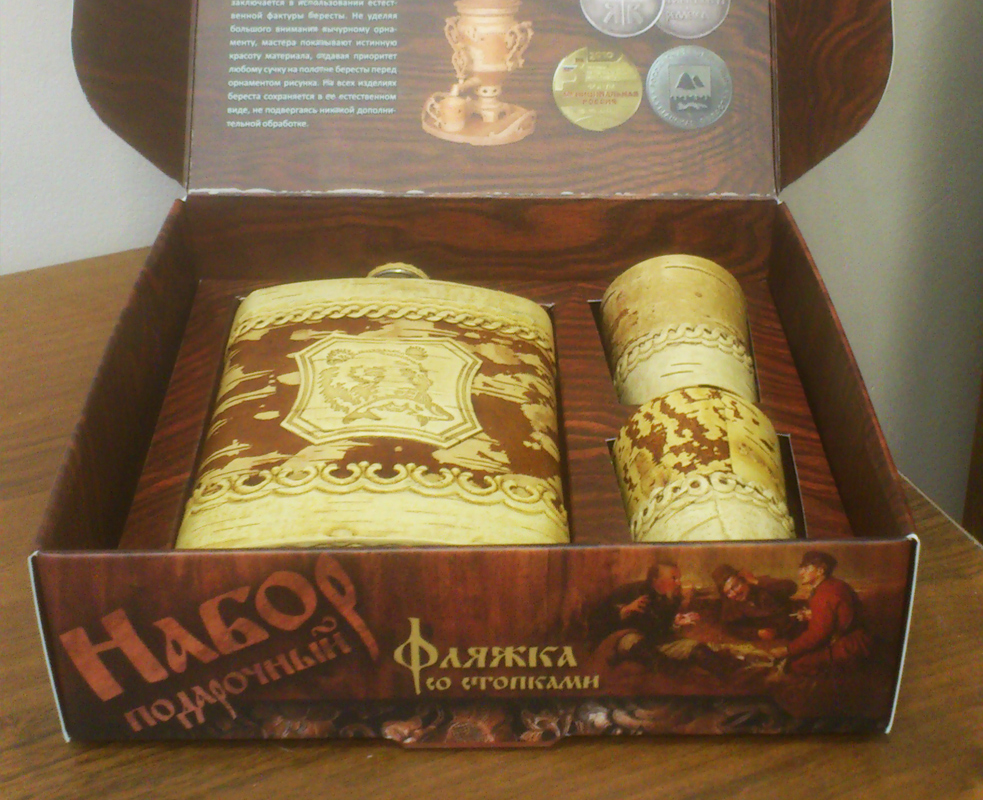 заключается в использовании естест-
венной фактуры бересты. Не уделяя
большого внимания вычурному орна-
менту, мастера показывают истинную
красоту материала, отдавая приоритет
любому сучку на полотне бересты перед
орнаментом рисунка. На всех изделиях
береста сохраняется в ее естественном
виде, не подвергаясь никакой дополни-
тельной обработке.
НАБОР
ПОДАРОЧНЫЙ
Фляжка
со стопками